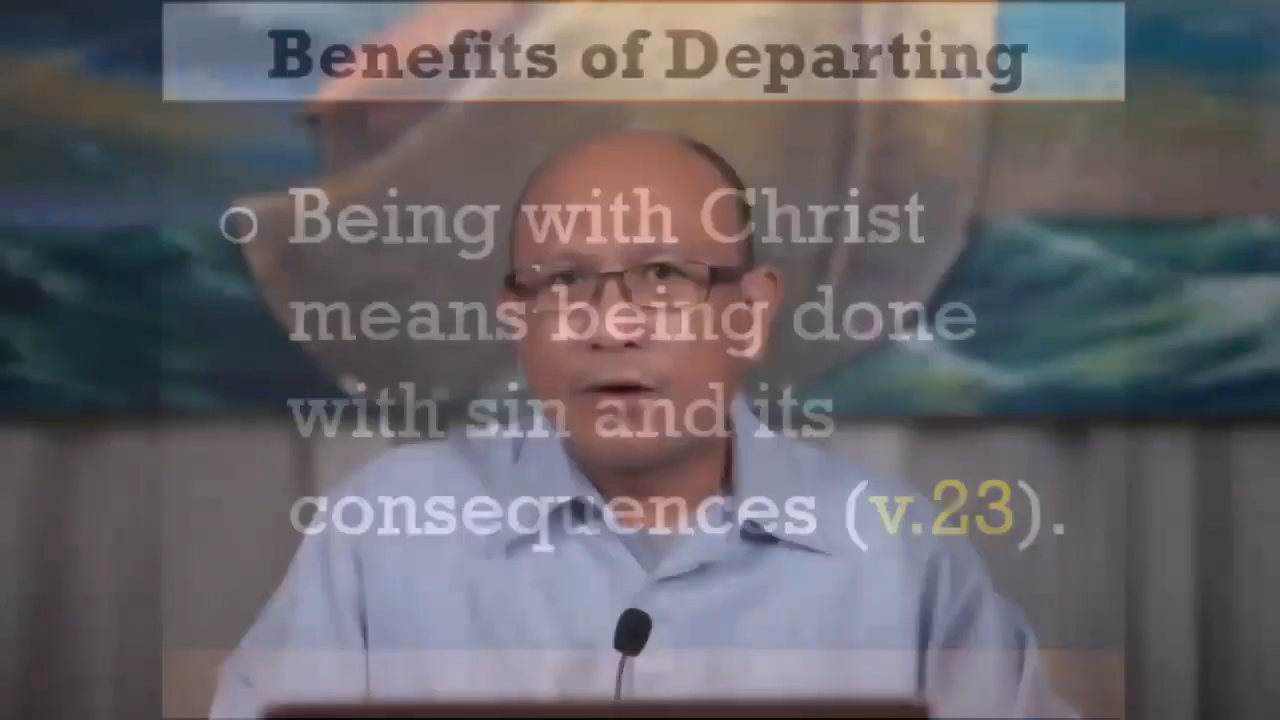 Benefits of Departing
o Being with Christ
means being done
with sin and its
consequences (v.23).